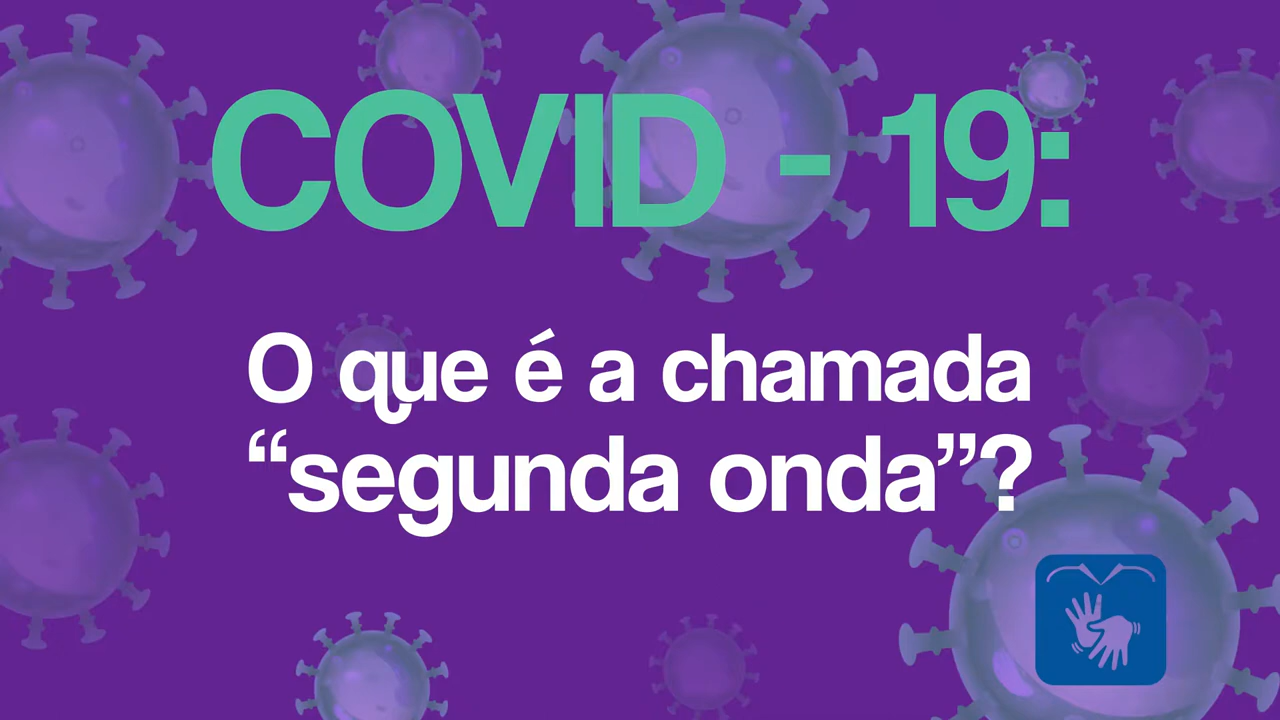 COVID - 19:
O que é a chamada
“segunda onda”?